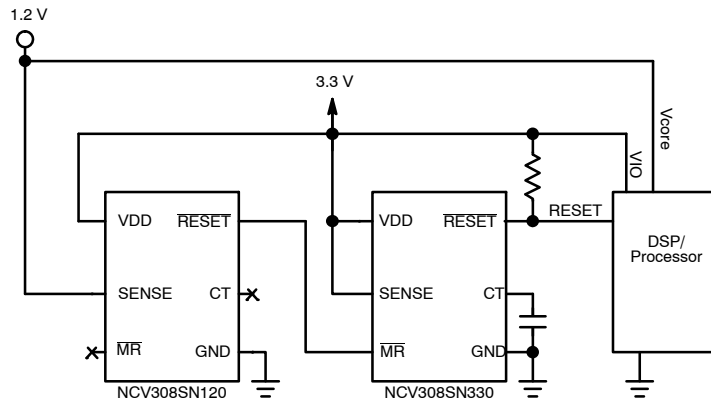 1.2 V
3.3 V
Vcore
VIO
VDD
RESET
SENSE
CT
MR
GND
NCV308SN120
VDD
RESET
SENSE
CT
MR
GND
NCV308SN330
RESET
DSP/
Processor